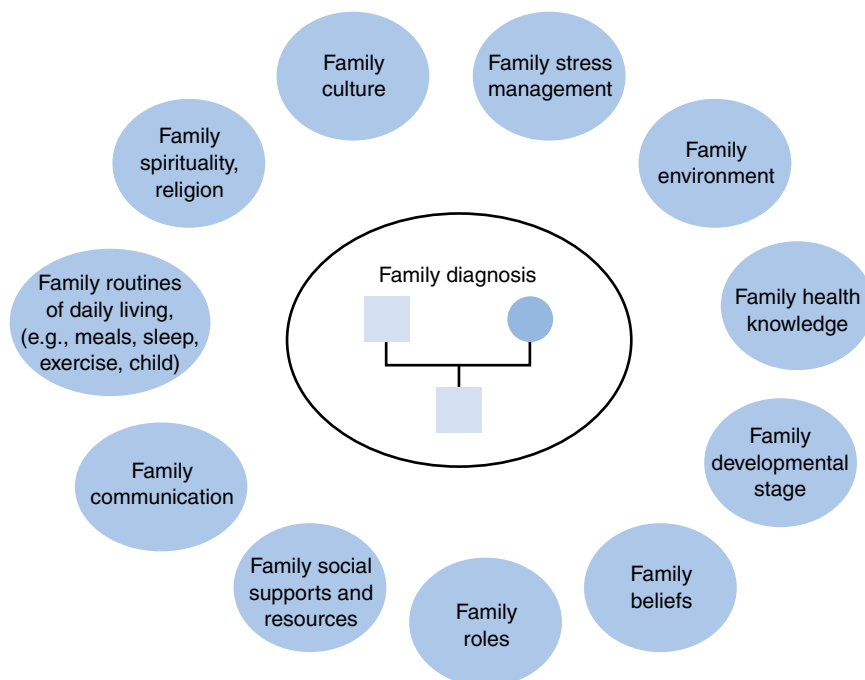 Family
culture
Family stress
management
Family
spirituality,
religion
Family
environment
Family routines
of daily living,
(e.g., meals, sleep,
exercise, child)
Family diagnosis
Family health
knowledge
Family
developmental
stage
Family
communication
Family social
supports and
resources
Family
roles
Family
beliefs